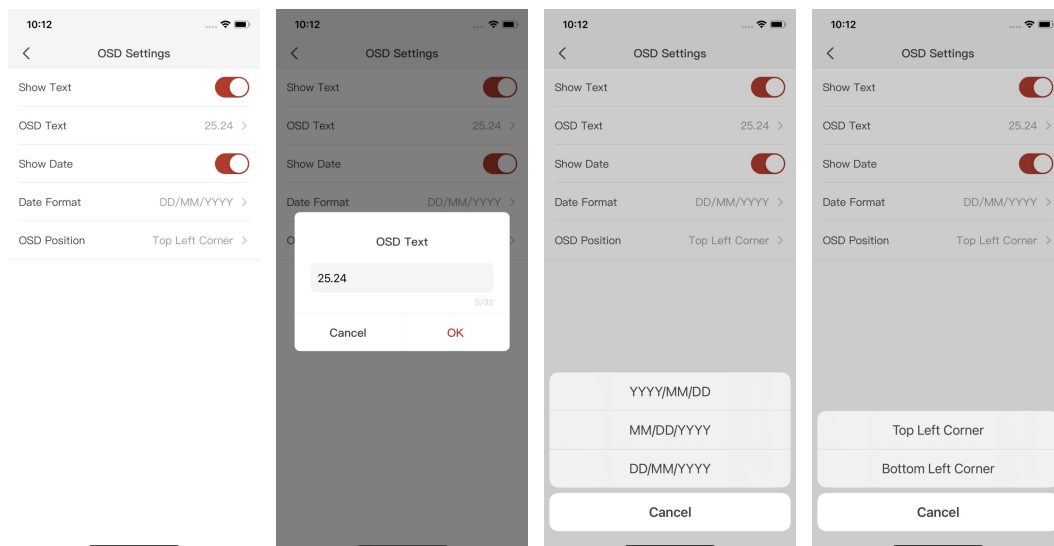 10:12
OSD Settings
Show Text
OSD Text 25.24
Show Date
Date Format DD/MM/YYYY
OSD Position Top Left Corner
10:12
OSD Settings
Show Text
OSD Text 25.24
Show Date
Date Format DD/MM/YYYY
O
OSD Text
25.24
5/32
Cancel OK
10:12
OSD Settings
Show Text
OSD Text 25.24
Show Date
Date Format DD/MM/YYYY
OSD Position Top Left Corner
YYYY/MM/DD
MM/DD/YYYY
DD/MM/YYYY
Cancel
10:12
OSD Settings
Show Text
OSD Text 25.24
Show Date
Date Format DD/MM/YYYY
OSD Position Top Left Corner
Top Left Corner
Bottom Left Corner
Cancel